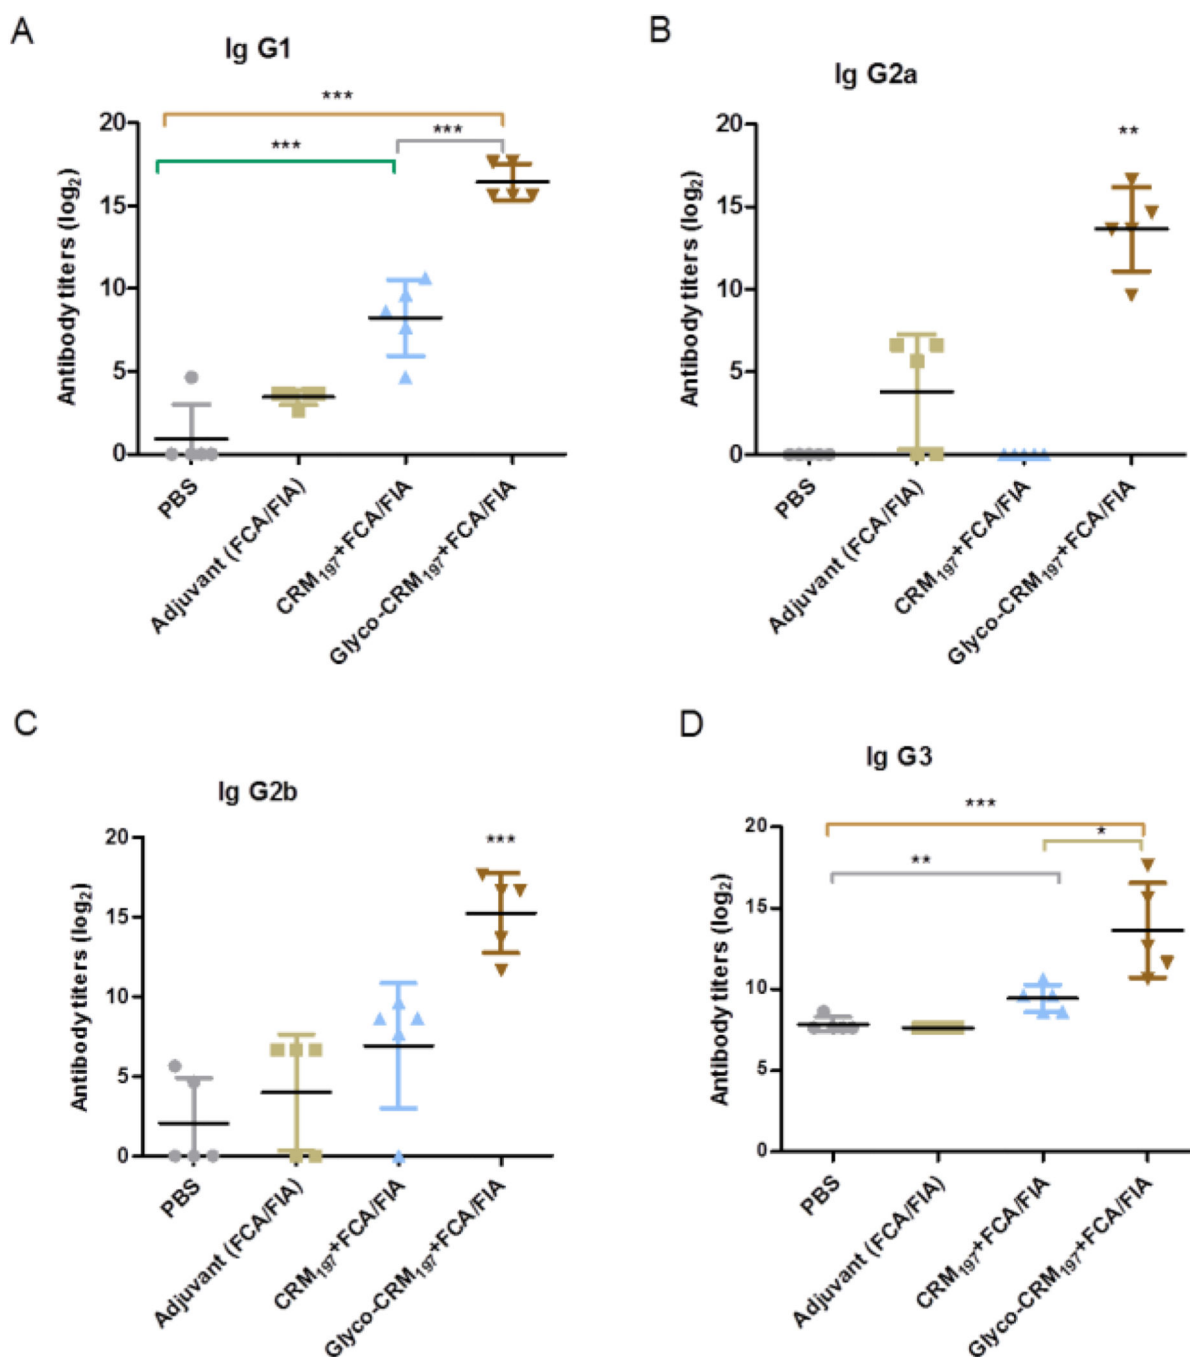 A
Ig G1
***
***
***
Antibody titers (log₂)
20
15
10
5
0
PBS
Adjuvant (FCA/FIA)
CRM₁₉₇+FCA/FIA
Glyco-CRM₁₉₇+FCA/FIA
B
Ig G2a
**
Antibody titers (log₂)
20
15
10
5
0
PBS
Adjuvant (FCA/FIA)
CRM₁₉₇+FCA/FIA
Glyco-CRM₁₉₇+FCA/FIA
C
Ig G2b
***
Antibody titers (log₂)
20
15
10
5
0
PBS
Adjuvant (FCA/FIA)
CRM₁₉₇+FCA/FIA
Glyco-CRM₁₉₇+FCA/FIA
D
Ig G3
***
*
**
Antibody titers (log₂)
20
15
10
5
0
PBS
Adjuvant (FCA/FIA)
CRM₁₉₇+FCA/FIA
Glyco-CRM₁₉₇+FCA/FIA